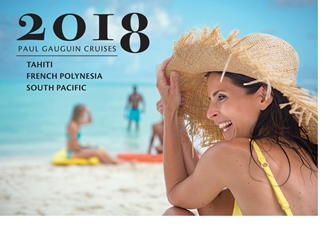 2018
PAUL GAUGUIN CRUISES
TAHITI
FRENCH POLYNESIA
SOUTH PACIFIC